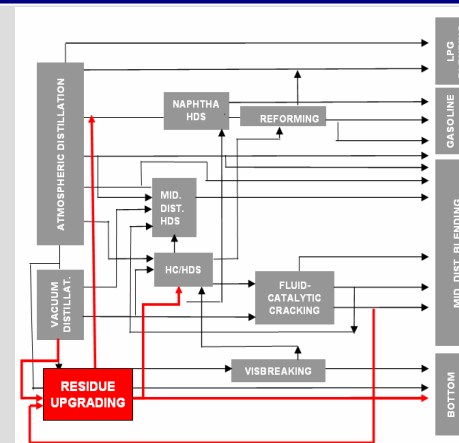 ATMOSPHERIC DISTILLATION
NAPHTHA
HDS
REFORMING
MID.
DIST.
HDS
HC/HDS
FLUID-
CATALYTIC
CRACKING
VACUUM
DISTILLAT.
VISBREAKING
RESIDUE
UPGRADING
LPG
GASOLINE
MID. DIST. BLENDING
BOTTOM